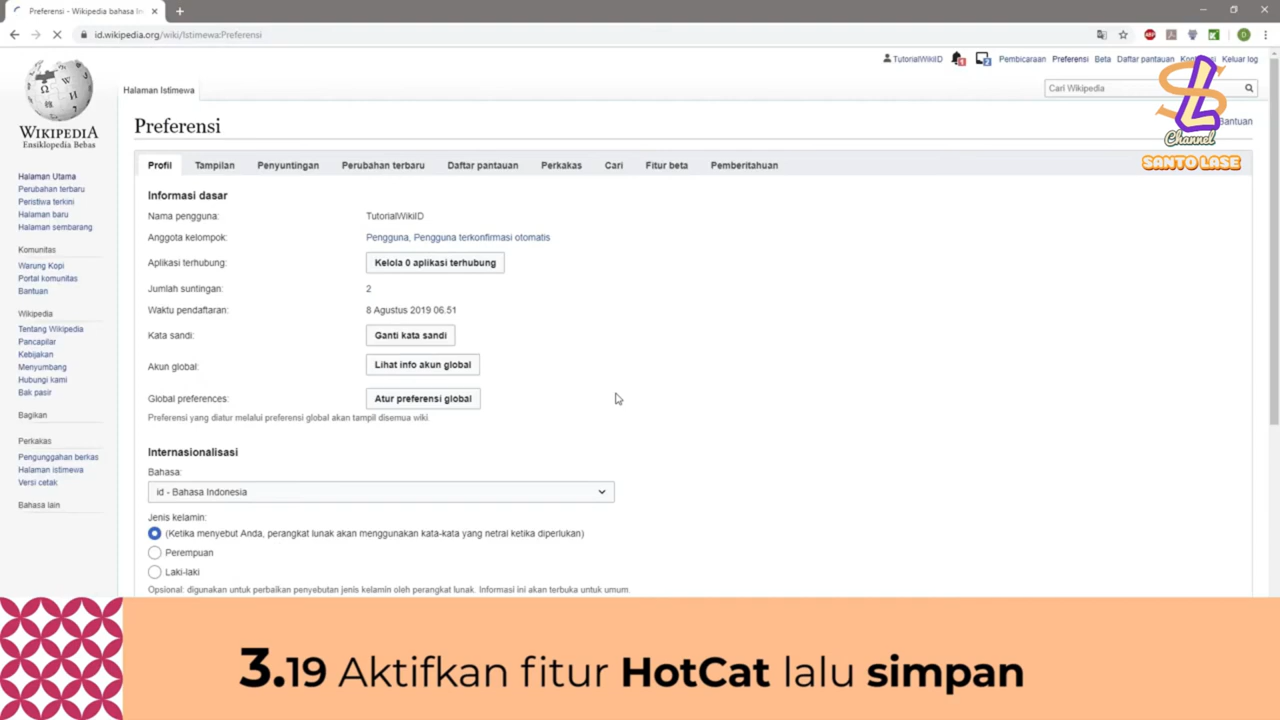 Preferensi - Wikipedia bahasa In
id.wikipedia.org/wiki/Istimewa:Preferensi
TutorialWikiID
Pembicaraan
Preferensi
Beta
Daftar pantauan
Keluar log
Halaman Istimewa
Cari Wikipedia
WIKIPEDIA
Ensiklopedia Bebas
Preferensi
Bantuan
SL
Channel
SANTO LASE
Profil
Tampilan
Penyuntingan
Perubahan terbaru
Daftar pantauan
Perkakas
Cari
Fitur beta
Pemberitahuan
Halaman Utama
Perubahan terbaru
Peristiwa terkini
Halaman baru
Halaman sembarang
Komunitas
Warung Kopi
Portal komunitas
Bantuan
Wikipedia
Tentang Wikipedia
Pancapilar
Kebijakan
Menyumbang
Hubungi kami
Bak pasir
Bagikan
Perkakas
Pengunggahan berkas
Halaman istimewa
Versi cetak
Bahasa lain
Informasi dasar
Nama pengguna: TutorialWikiID
Anggota kelompok: Pengguna, Pengguna terkonfirmasi otomatis
Aplikasi terhubung: Kelola 0 aplikasi terhubung
Jumlah suntingan: 2
Waktu pendaftaran: 8 Agustus 2019 06.51
Kata sandi: Ganti kata sandi
Akun global: Lihat info akun global
Global preferences: Atur preferensi global
Preferensi yang diatur melalui preferensi global akan tampil disemua wiki.
Internasionalisasi
Bahasa:
id - Bahasa Indonesia
Jenis kelamin:
(Ketika menyebut Anda, perangkat lunak akan menggunakan kata-kata yang netral ketika diperlukan)
Perempuan
Laki-laki
Opsional: digunakan untuk perbaikan penyebutan jenis kelamin oleh perangkat lunak. Informasi ini akan terbuka untuk umum.
3.19 Aktifkan fitur HotCat lalu simpan